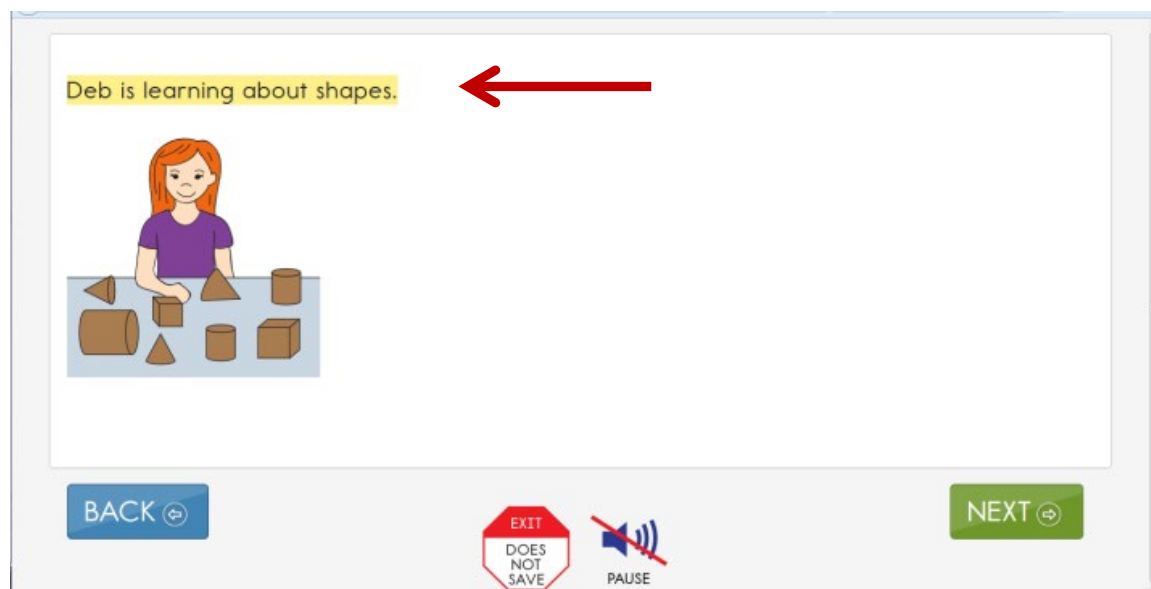 Deb is learning about shapes.
BACK
NEXT
EXIT
DOES
NOT
SAVE
PAUSE